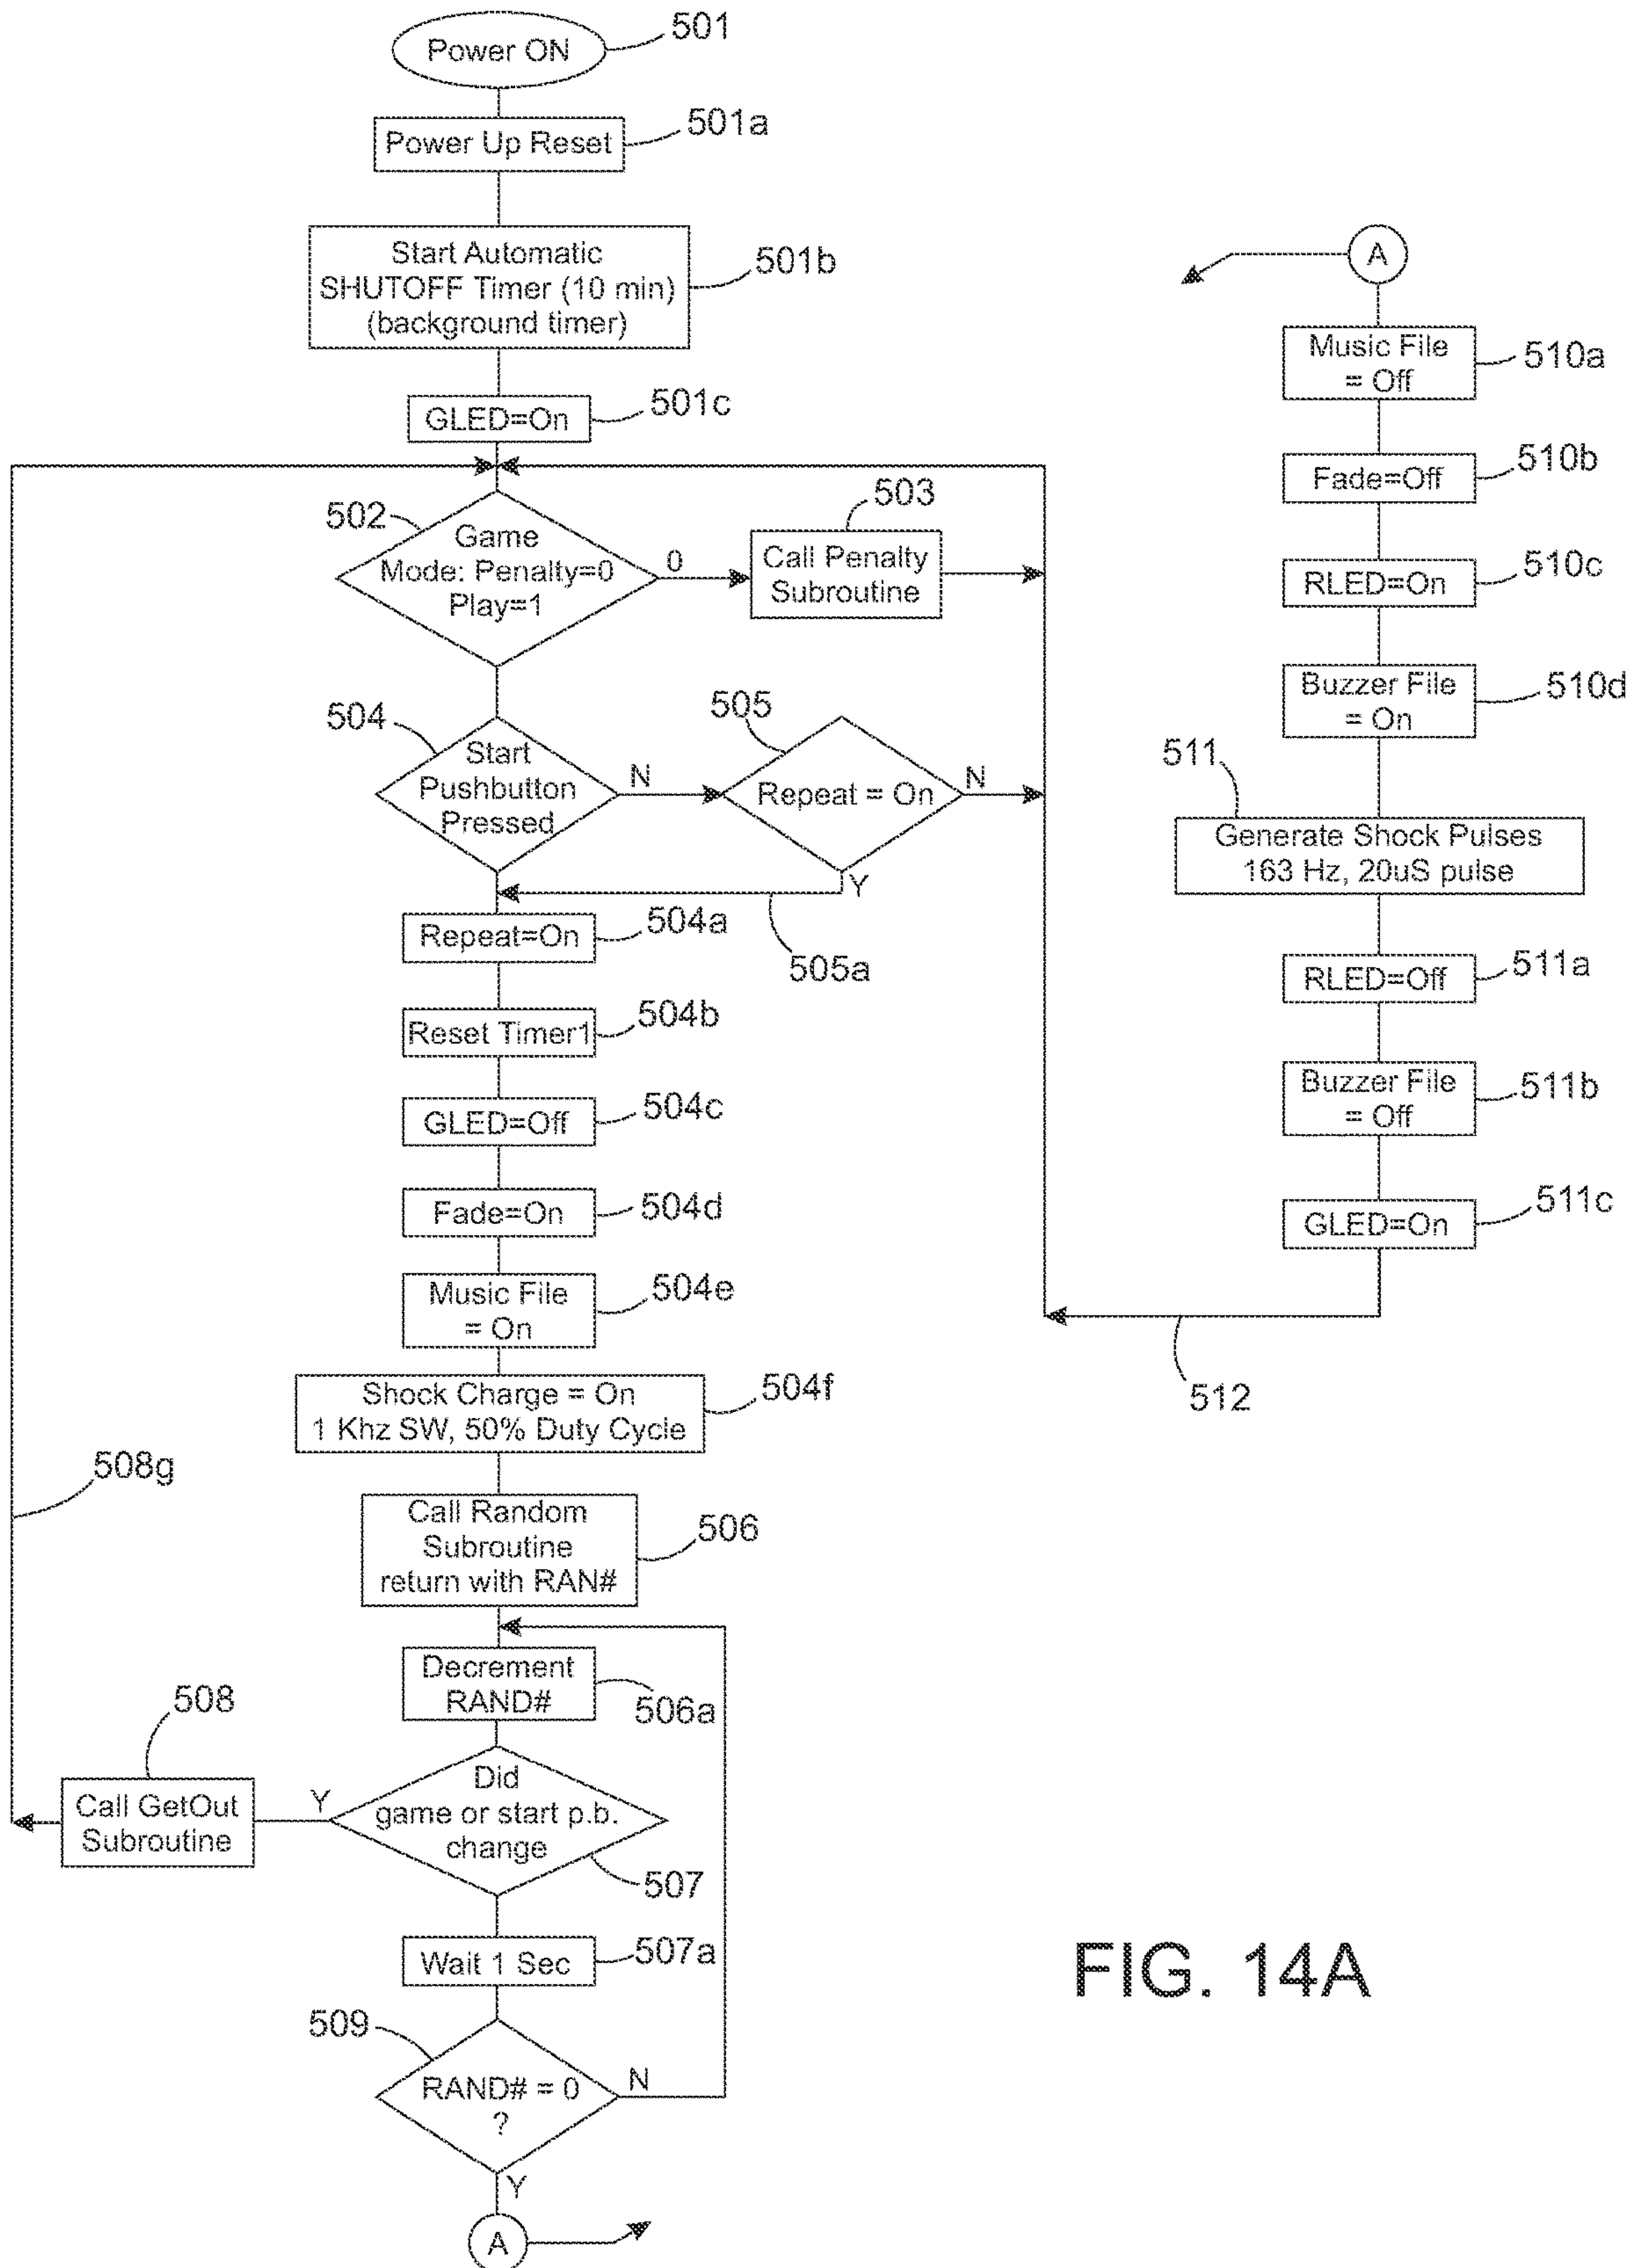 Power ON
501
Power Up Reset
501a
Start Automatic
SHUTOFF Timer (10 min)
(background timer)
501b
GLED=On
501c
502
Game
Mode: Penalty=0
Play=1
0
503
Call Penalty
Subroutine
504
Start
Pushbutton
Pressed
N
505
Repeat = On
N
Y
505a
Repeat=On
504a
Reset Timer1
504b
GLED=Off
504c
Fade=On
504d
Music File
= On
504e
Shock Charge = On
1 Khz SW, 50% Duty Cycle
504f
508g
Call Random
Subroutine
return with RAN#
506
Decrement
RAND#
506a
508
Call GetOut
Subroutine
Y
Did
game or start p.b.
change
507
Wait 1 Sec
507a
509
RAND# = 0
?
N
Y
A
A
Music File
= Off
510a
Fade=Off
510b
RLED=On
510c
Buzzer File
= On
510d
511
Generate Shock Pulses
163 Hz, 20uS pulse
RLED=Off
511a
Buzzer File
= Off
511b
GLED=On
511c
512
FIG. 14A